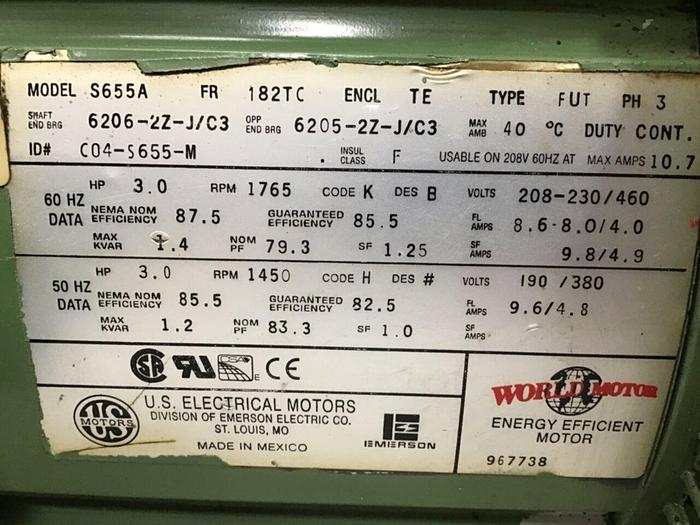 MODEL S655A FR 182TC ENCL TE TYPE FUT PH 3
SHAFT END BRG 6206-2Z-J/C3 OPP END BRG 6205-2Z-J/C3 MAX AMB 40 °C DUTY CONT.
ID# C04-S655-M INSUL CLASS F USABLE ON 208V 60HZ AT MAX AMPS 10.7
60 HZ DATA
HP 3.0 RPM 1765 CODE K DES B VOLTS 208-230/460
NEMA NOM EFFICIENCY 87.5 GUARANTEED EFFICIENCY 85.5 FL AMPS 8.6-8.0/4.0
MAX KVAR 1.4 NOM PF 79.3 SF 1.25 SF AMPS 9.8/4.9
50 HZ DATA
HP 3.0 RPM 1450 CODE H DES # VOLTS 190 /380
NEMA NOM EFFICIENCY 85.5 GUARANTEED EFFICIENCY 82.5 FL AMPS 9.6/4.8
MAX KVAR 1.2 NOM PF 83.3 SF 1.0 SF AMPS
SA RU E CE
US MOTORS
U.S. ELECTRICAL MOTORS
DIVISION OF EMERSON ELECTRIC CO.
ST. LOUIS, MO
MADE IN MEXICO
EMERSON
WORLD MOTOR
ENERGY EFFICIENT
MOTOR
967738